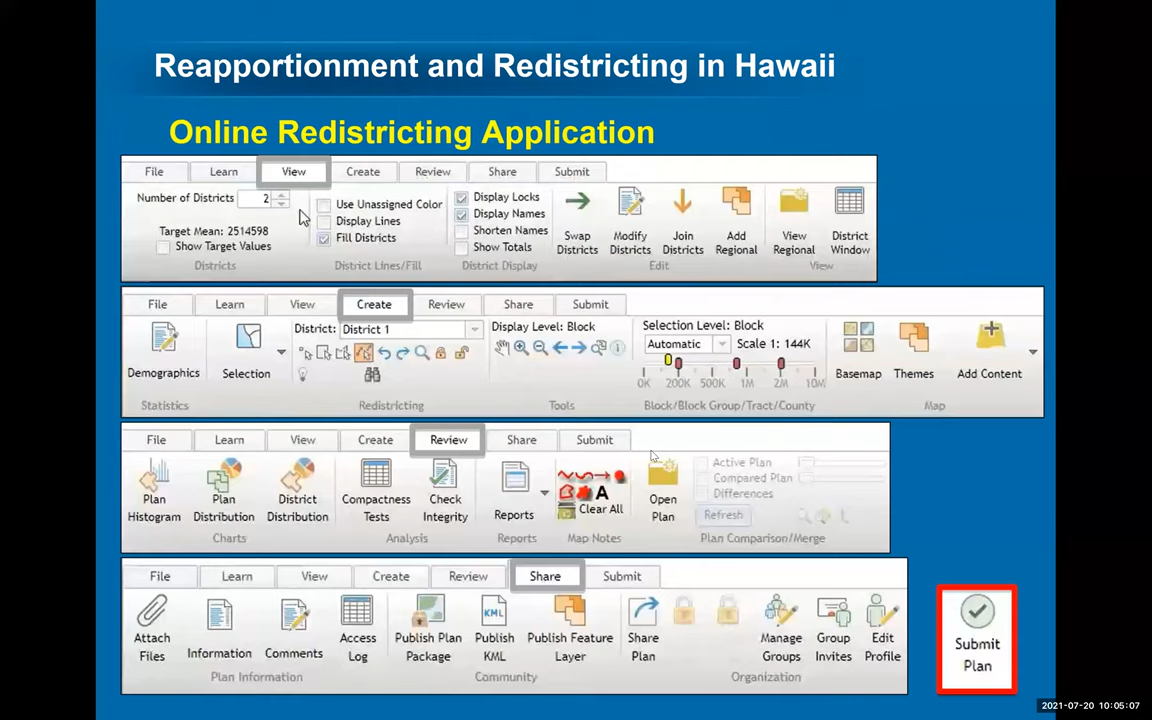 Reapportionment and Redistricting in Hawaii
Online Redistricting Application
File Learn View Create Review Share Submit
Number of Districts 2
Target Mean: 2514598
Show Target Values
Districts
Use Unassigned Color
Display Lines
Fill Districts
District Lines/Fill
Display Locks
Display Names
Shorten Names
Show Totals
District Display
Swap
Districts
Modify
Districts
Join
Districts
Add
Regional
Edit
View
Regional
District
Window
View
File Learn View Create Review Share Submit
Demographics
Statistics
Selection
District: District 1
Redistricting
Display Level: Block
Tools
Selection Level: Block
Automatic Scale 1: 144K
0K 200K 500K 1M 2M 10M
Block/Block Group/Tract/County
Basemap
Themes
Add Content
Map
File Learn View Create Review Share Submit
Plan
Histogram
Plan
Distribution
District
Distribution
Charts
Compactness
Tests
Check
Integrity
Analysis
Reports
Reports
A
Clear All
Map Notes
Open
Plan
Active Plan
Compared Plan
Differences
Refresh
Plan Comparison/Merge
File Learn View Create Review Share Submit
Attach
Files
Information
Comments
Access
Log
Plan Information
Publish Plan
Package
KML
Publish
KML
Publish Feature
Layer
Community
Share
Plan
Manage
Groups
Group
Invites
Edit
Profile
Organization
Submit
Plan
2021-07-20 10:05:07